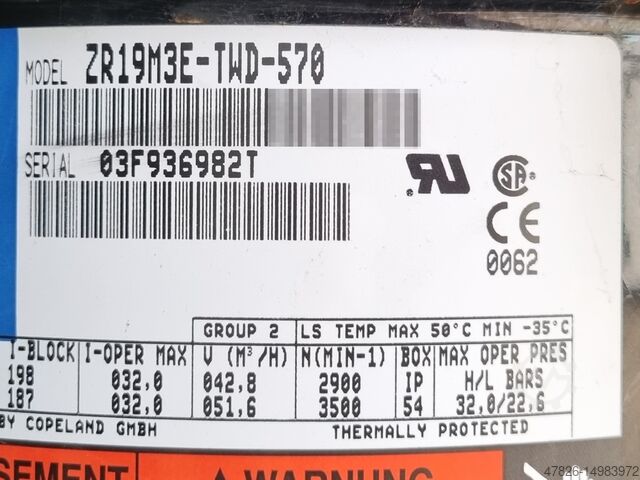 MODEL ZR19M3E-TWD-570
SERIAL 03F936982T
0062
GROUP 2 LS TEMP MAX 50°C MIN -35°C
I-BLOCK I-OPER MAX V (M³/H) N(MIN-1) BOX MAX OPER PRES
198 032,0 042,8 2900 IP H/L BARS
187 032,0 051,6 3500 54 32,0/22,6
BY COPELAND GMBH THERMALLY PROTECTED
SEMENT WARNUNG
47826-14983972